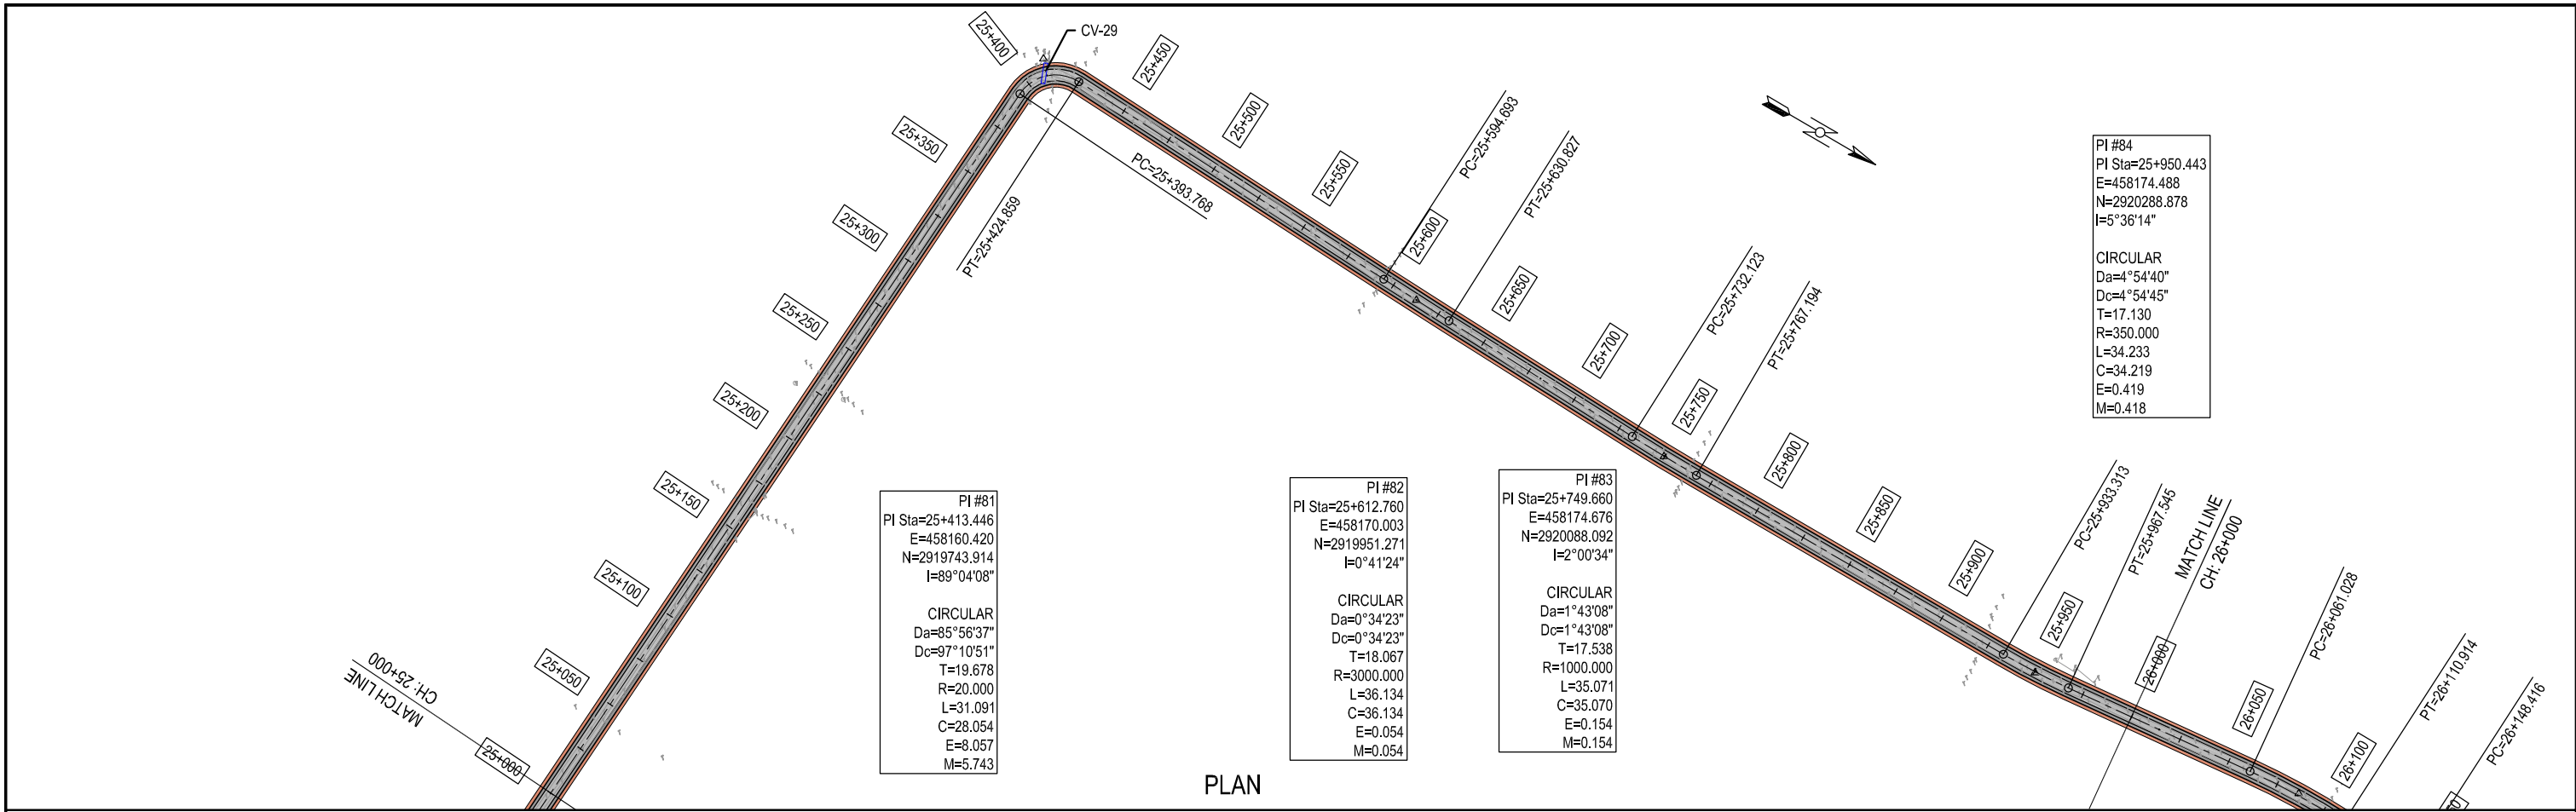 CV-29
25+400
25+450
25+350
25+500
25+300
25+550
25+250
25+600
25+200
25+650
25+150
25+700
25+100
25+750
25+050
25+800
25+000
25+850
25+900
25+950
26+000
26+050
26+100
PC=25+393.768
PT=25+424.859
PC=25+594.693
PT=25+630.827
PC=25+732.123
PT=25+767.194
PC=25+933.313
PT=25+967.545
MATCH LINE
CH: 26+000
PC=26+061.028
PT=26+110.914
PC=26+148.416
MATCH LINE
CH: 25+000
PI #81
PI Sta=25+413.446
E=458160.420
N=2919743.914
I=89°04'08"
CIRCULAR
Da=85°56'37"
Dc=97°10'51"
T=19.678
R=20.000
L=31.091
C=28.054
E=8.057
M=5.743
PI #82
PI Sta=25+612.760
E=458170.003
N=2919951.271
I=0°41'24"
CIRCULAR
Da=0°34'23"
Dc=0°34'23"
T=18.067
R=3000.000
L=36.134
C=36.134
E=0.054
M=0.054
PI #83
PI Sta=25+749.660
E=458174.676
N=2920088.092
I=2°00'34"
CIRCULAR
Da=1°43'08"
Dc=1°43'08"
T=17.538
R=1000.000
L=35.071
C=35.070
E=0.154
M=0.154
PI #84
PI Sta=25+950.443
E=458174.488
N=2920288.878
I=5°36'14"
CIRCULAR
Da=4°54'40"
Dc=4°54'45"
T=17.130
R=350.000
L=34.233
C=34.219
E=0.419
M=0.418
PLAN